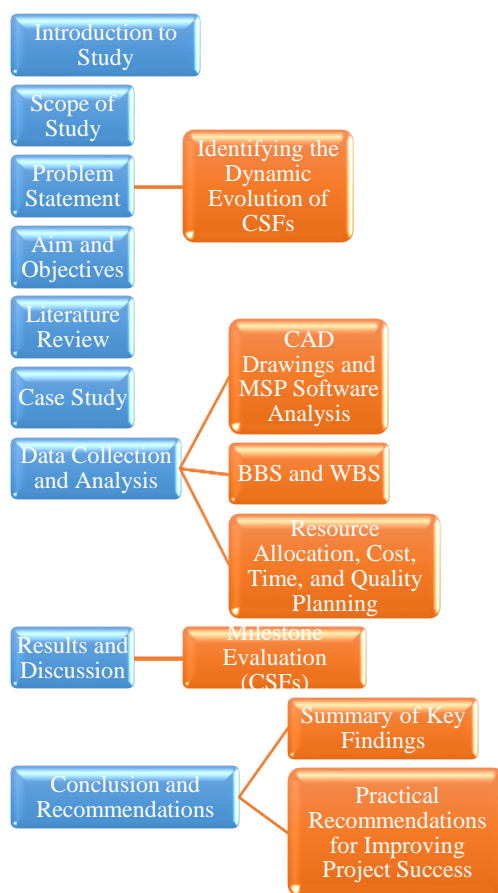 Introduction to
Study
Scope of
Study
Problem
Statement
Identifying the
Dynamic
Evolution of
CSFs
Aim and
Objectives
Literature
Review
Case Study
Data Collection
and Analysis
CAD
Drawings and
MSP Software
Analysis
BBS and WBS
Resource
Allocation, Cost,
Time, and Quality
Planning
Results and
Discussion
Milestone
Evaluation
(CSFs)
Conclusion and
Recommendations
Summary of Key
Findings
Practical
Recommendations
for Improving
Project Success